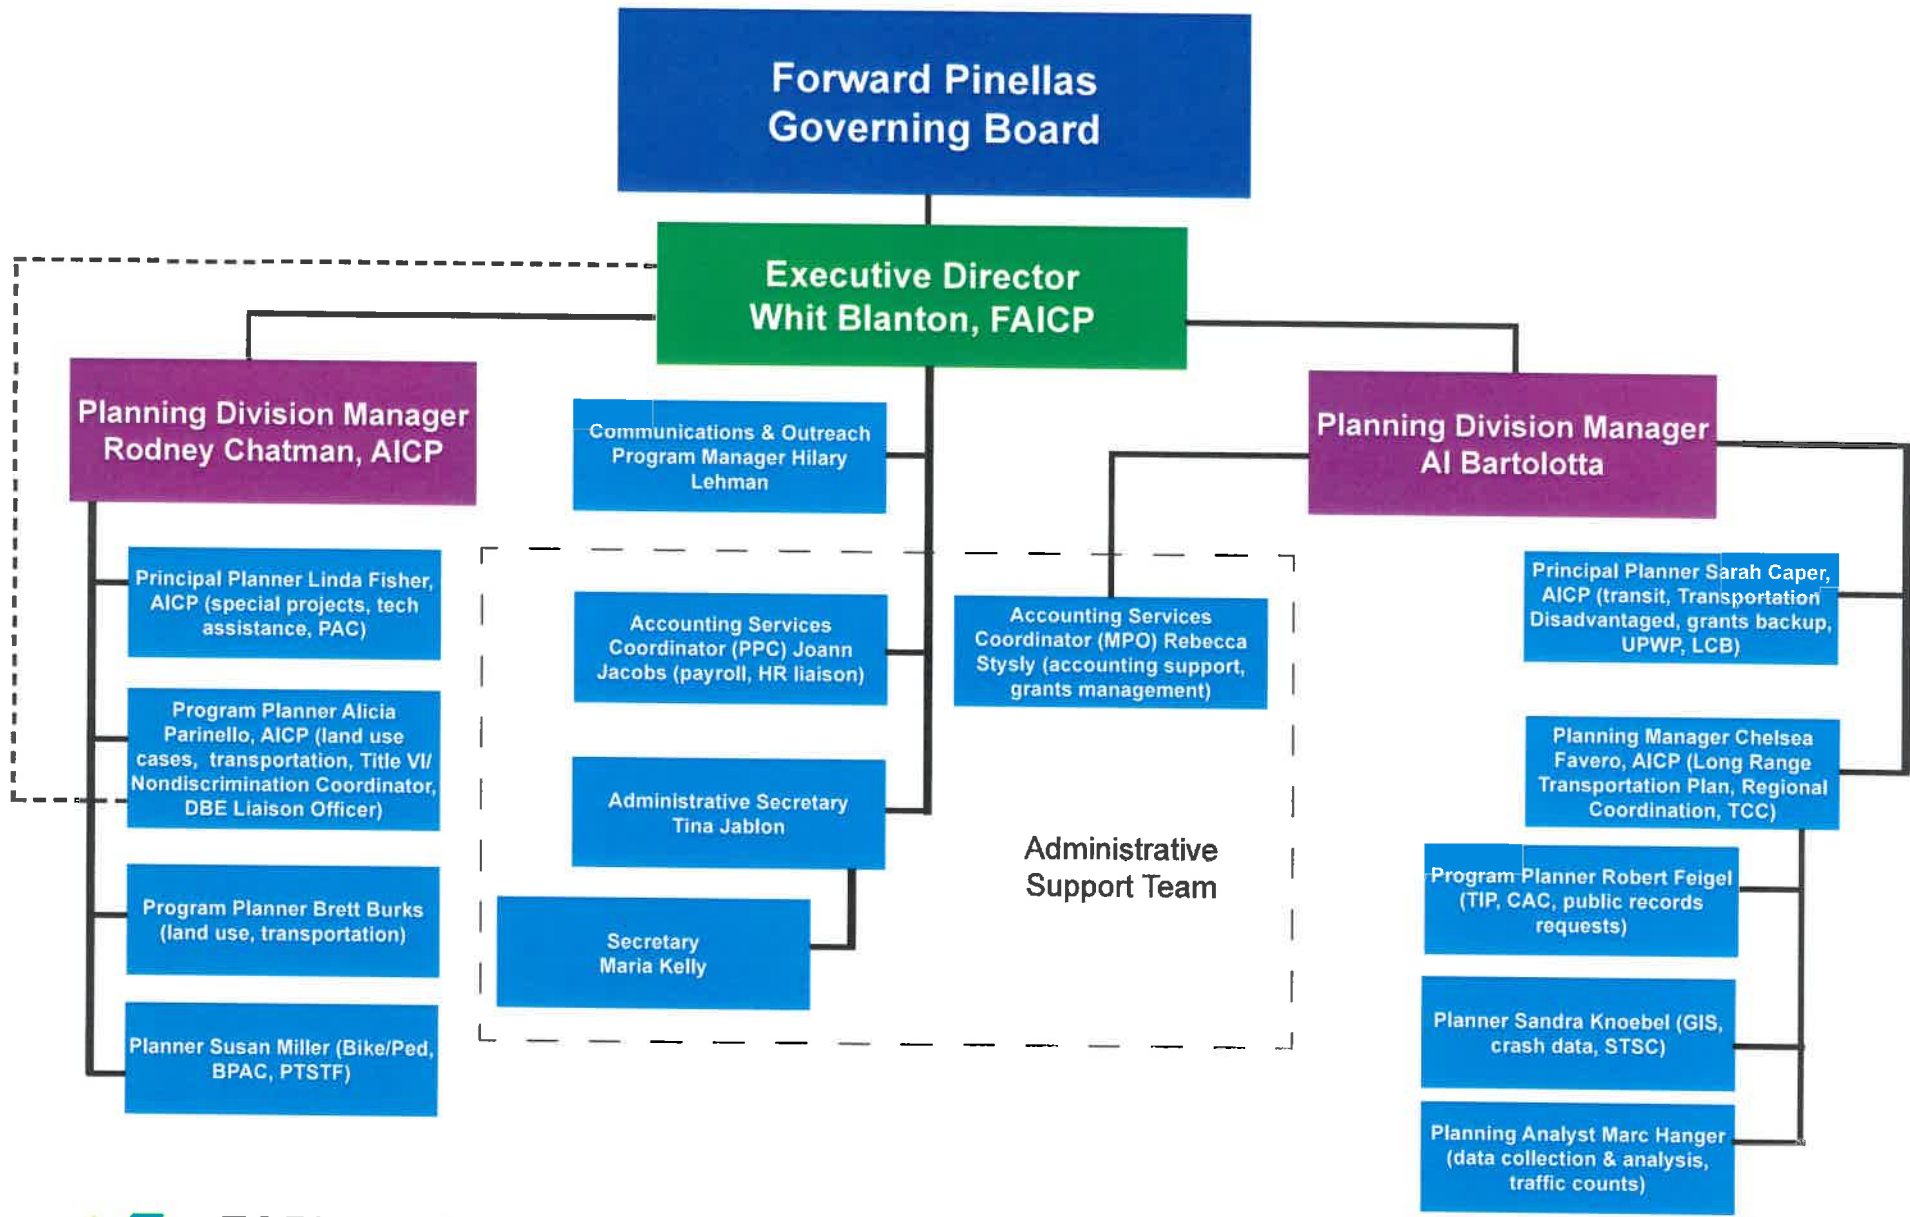 Forward Pinellas
Governing Board
Executive Director
Whit Blanton, FAICP
Planning Division Manager
Rodney Chatman, AICP
Principal Planner Linda Fisher,
AICP (special projects, tech
assistance, PAC)
Program Planner Alicia
Parinello, AICP (land use
cases, transportation, Title VI/
Nondiscrimination Coordinator,
DBE Liaison Officer)
Program Planner Brett Burks
(land use, transportation)
Planner Susan Miller (Bike/Ped,
BPAC, PTSTF)
Communications & Outreach
Program Manager Hilary
Lehman
Accounting Services
Coordinator (PPC) Joann
Jacobs (payroll, HR liaison)
Administrative Secretary
Tina Jablon
Secretary
Maria Kelly
Accounting Services
Coordinator (MPO) Rebecca
Stysly (accounting support,
grants management)
Administrative
Support Team
Planning Division Manager
Al Bartolotta
Principal Planner Sarah Caper,
AICP (transit, Transportation
Disadvantaged, grants backup,
UPWP, LCB)
Planning Manager Chelsea
Favero, AICP (Long Range
Transportation Plan, Regional
Coordination, TCC)
Program Planner Robert Feigel
(TIP, CAC, public records
requests)
Planner Sandra Knoebel (GIS,
crash data, STSC)
Planning Analyst Marc Hanger
(data collection & analysis,
traffic counts)